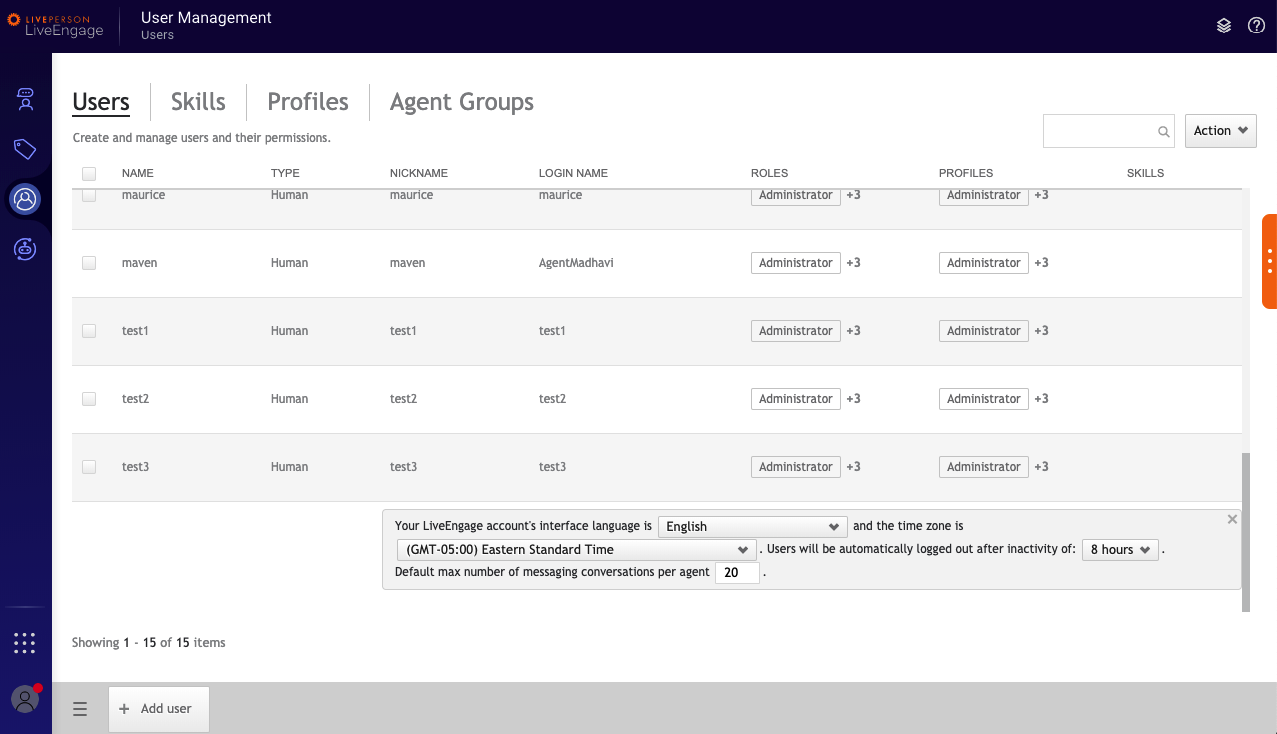 LIVEPERSON
LiveEngage
User Management
Users
Users Skills Profiles Agent Groups
Create and manage users and their permissions.
Action
NAME TYPE NICKNAME LOGIN NAME ROLES PROFILES SKILLS
maurice Human maurice maurice Administrator +3 Administrator +3
maven Human maven AgentMadhavi Administrator +3 Administrator +3
test1 Human test1 test1 Administrator +3 Administrator +3
test2 Human test2 test2 Administrator +3 Administrator +3
test3 Human test3 test3 Administrator +3 Administrator +3
Your LiveEngage account's interface language is English and the time zone is
(GMT-05:00) Eastern Standard Time . Users will be automatically logged out after inactivity of: 8 hours .
Default max number of messaging conversations per agent 20 .
Showing 1 - 15 of 15 items
+ Add user